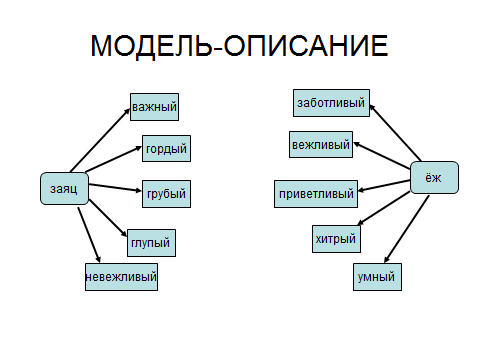 МОДЕЛЬ-ОПИСАНИЕ
заяц
важный
гордый
грубый
глупый
невежливый
ёж
заботливый
вежливый
приветливый
хитрый
умный